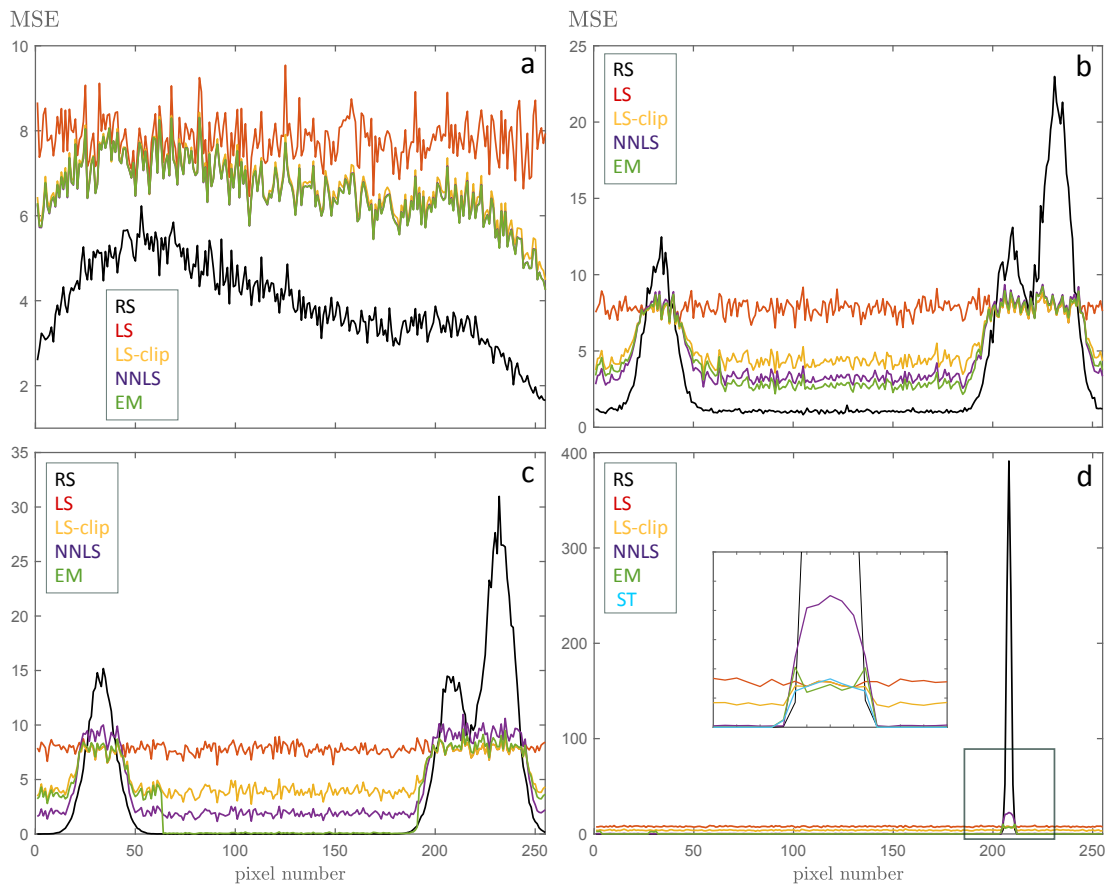 MSE
MSE
10
8
6
4
2
a
RS
LS
LS-clip
NNLS
EM
25
20
15
10
5
0
b
RS
LS
LS-clip
NNLS
EM
35
30
25
20
15
10
5
0
c
RS
LS
LS-clip
NNLS
EM
0 50 100 150 200 250
pixel number
400
300
200
100
0
d
RS
LS
LS-clip
NNLS
EM
ST
0 50 100 150 200 250
pixel number